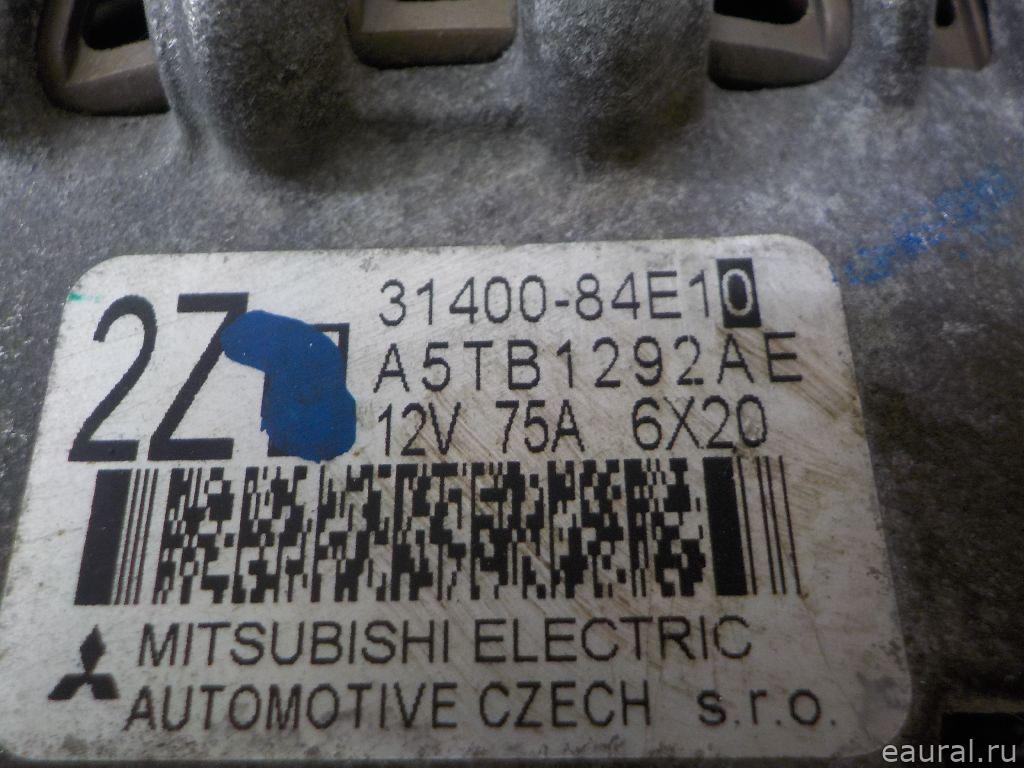 31400-84E10
2Z
A5TB1292AE
12V 75A 6X20
MITSUBISHI ELECTRIC
AUTOMOTIVE CZECH s.r.o.
eaural.ru